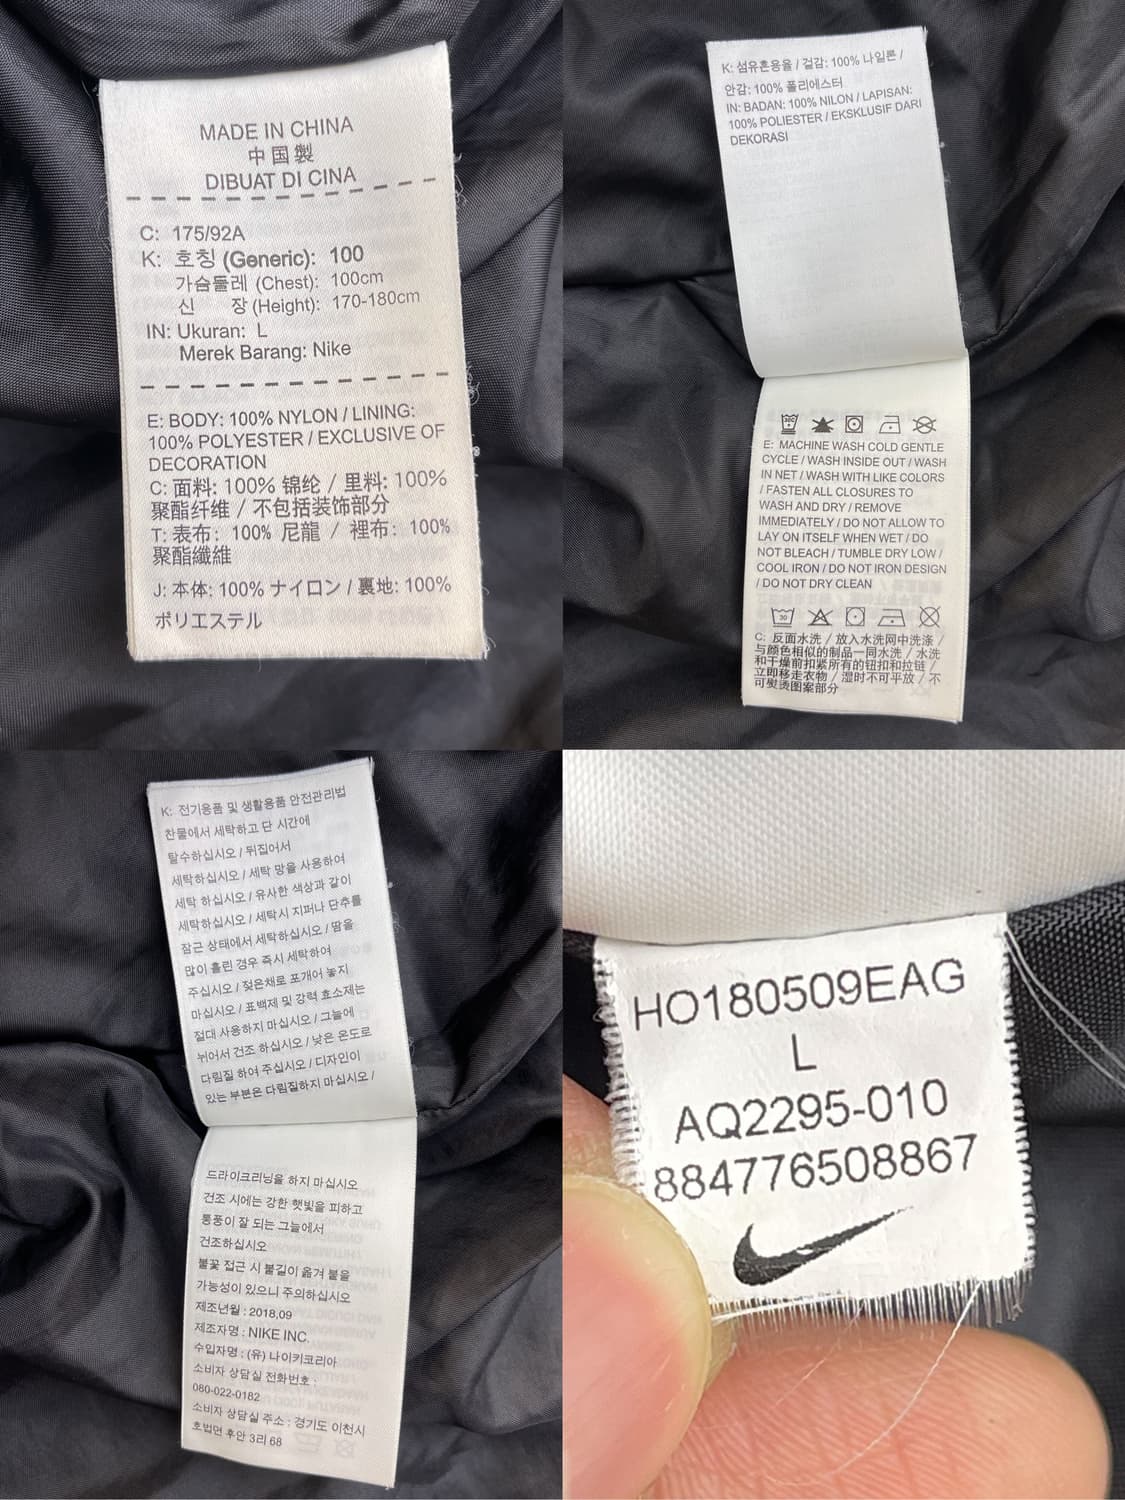 MADE IN CHINA
中国製
DIBUAT DI CINA
C: 175/92A
K: 호칭 (Generic): 100
가슴둘레 (Chest): 100cm
신 장 (Height): 170-180cm
IN: Ukuran: L
Merek Barang: Nike
E: BODY: 100% NYLON / LINING:
100% POLYESTER / EXCLUSIVE OF
DECORATION
C: 面料: 100% 锦纶 / 里料: 100%
聚酯纤维 / 不包括装饰部分
T: 表布: 100% 尼龍 / 裡布: 100%
聚酯纖維
J: 本体: 100% ナイロン / 裏地: 100%
ポリエステル
K: 섬유혼용율 / 겉감: 100% 나일론 /
안감: 100% 폴리에스터
IN: BADAN: 100% NILON / LAPISAN:
100% POLIESTER / EKSKLUSIF DARI
DEKORASI
E: MACHINE WASH COLD GENTLE
CYCLE / WASH INSIDE OUT / WASH
IN NET / WASH WITH LIKE COLORS
/ FASTEN ALL CLOSURES TO
WASH AND DRY / REMOVE
IMMEDIATELY / DO NOT ALLOW TO
LAY ON ITSELF WHEN WET / DO
NOT BLEACH / TUMBLE DRY LOW /
COOL IRON / DO NOT IRON DESIGN
/ DO NOT DRY CLEAN
30
C: 反面水洗 / 放入水洗网中洗涤 /
与颜色相似的制品一同水洗 / 水洗
和干燥前扣紧所有的钮扣和拉链 /
立即移走衣物 / 湿时不可平放 / 不
可熨烫图案部分
K: 전기용품 및 생활용품 안전관리법
찬물에서 세탁하고 단 시간에
탈수하십시오 / 뒤집어서
세탁하십시오 / 세탁 망을 사용하여
세탁 하십시오 / 유사한 색상과 같이
세탁하십시오 / 세탁시 지퍼나 단추를
잠근 상태에서 세탁하십시오 / 땀을
많이 흘린 경우 즉시 세탁하여
주십시오 / 젖은채로 포개어 놓지
마십시오 / 표백제 및 강력 효소제는
절대 사용하지 마십시오 / 그늘에
뉘어서 건조 하십시오 / 낮은 온도로
다림질 하여 주십시오 / 디자인이
있는 부분은 다림질하지 마십시오 /
드라이크리닝을 하지 마십시오
건조 시에는 강한 햇빛을 피하고
통풍이 잘 되는 그늘에서
건조하십시오
불꽃 접근 시 불길이 옮겨 붙을
가능성이 있으니 주의하십시오
제조년월 : 2018,09
제조자명 : NIKE INC.
수입자명 : (유) 나이키코리아
소비자 상담실 전화번호 :
080-022-0182
소비자 상담실 주소 : 경기도 이천시
호법면 후안 3리 68
HO180509EAG
L
AQ2295-010
884776508867